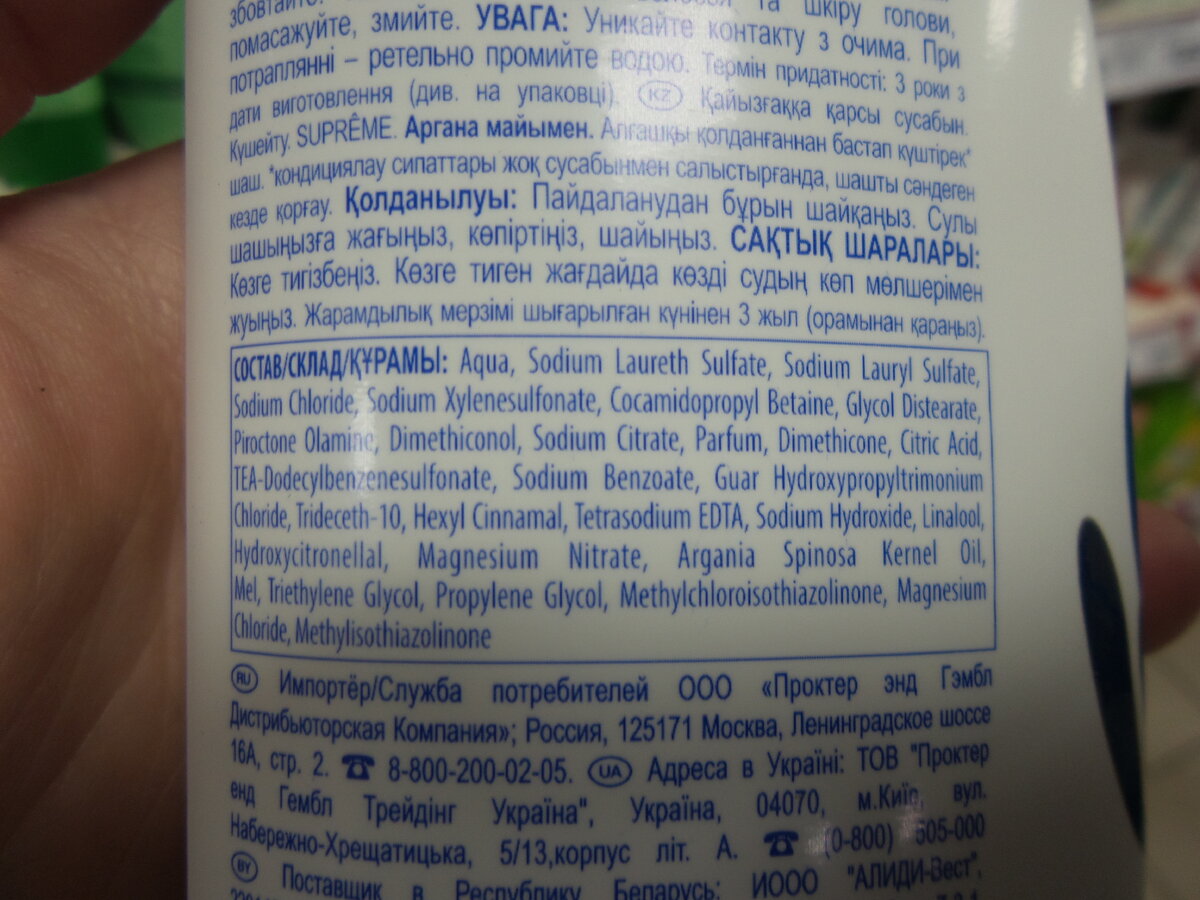 збовтайте. та шкіру голови,
помасажуйте, змийте. УВАГА: Уникайте контакту з очима. При
потраплянні – ретельно промийте водою. Термін придатності: 3 роки з
дати виготовлення (див. на упаковці). KZ Қайызғаққа қарсы сусабын.
Күшейту. SUPRÊME. Аргана майымен. Алғашқы қолданғаннан бастап күштірек*
шаш. *кондициялау сипаттары жоқ сусабынмен салыстырғанда, шашты сәндеген
кезде қорғау. Қолданылуы: Пайдаланудан бұрын шайқаңыз. Сулы
шашыңызға жағыңыз, көпіртіңіз, шайыңыз. САҚТЫҚ ШАРАЛАРЫ:
Көзге тигізбеңіз. Көзге тиген жағдайда көзді судың көп мөлшерімен
жуыңыз. Жарамдылық мерзімі шығарылған күнінен 3 жыл (орамынан қараңыз).
СОСТАВ/СКЛАД/ҚҰРАМЫ: Aqua, Sodium Laureth Sulfate, Sodium Lauryl Sulfate,
Sodium Chloride, Sodium Xylenesulfonate, Cocamidopropyl Betaine, Glycol Distearate,
Piroctone Olamine, Dimethiconol, Sodium Citrate, Parfum, Dimethicone, Citric Acid,
TEA-Dodecylbenzenesulfonate, Sodium Benzoate, Guar Hydroxypropyltrimonium
Chloride, Trideceth-10, Hexyl Cinnamal, Tetrasodium EDTA, Sodium Hydroxide, Linalool,
Hydroxycitronellal, Magnesium Nitrate, Argania Spinosa Kernel Oil,
Mel, Triethylene Glycol, Propylene Glycol, Methylchloroisothiazolinone, Magnesium
Chloride, Methylisothiazolinone
RU Импортёр/Служба потребителей ООО «Проктер энд Гэмбл
Дистрибьюторская Компания»; Россия, 125171 Москва, Ленинградское шоссе
16А, стр. 2. ☎ 8-800-200-02-05. UA Адреса в Україні: ТОВ "Проктер
енд Гембл Трейдінг Україна", Україна, 04070, м.Київ, вул.
Набережно-Хрещатицька, 5/13,корпус літ. А. ☎ (0-800) 505-000
BY Поставщик в Республику Беларусь: ИООО "АЛИДИ-Вест",